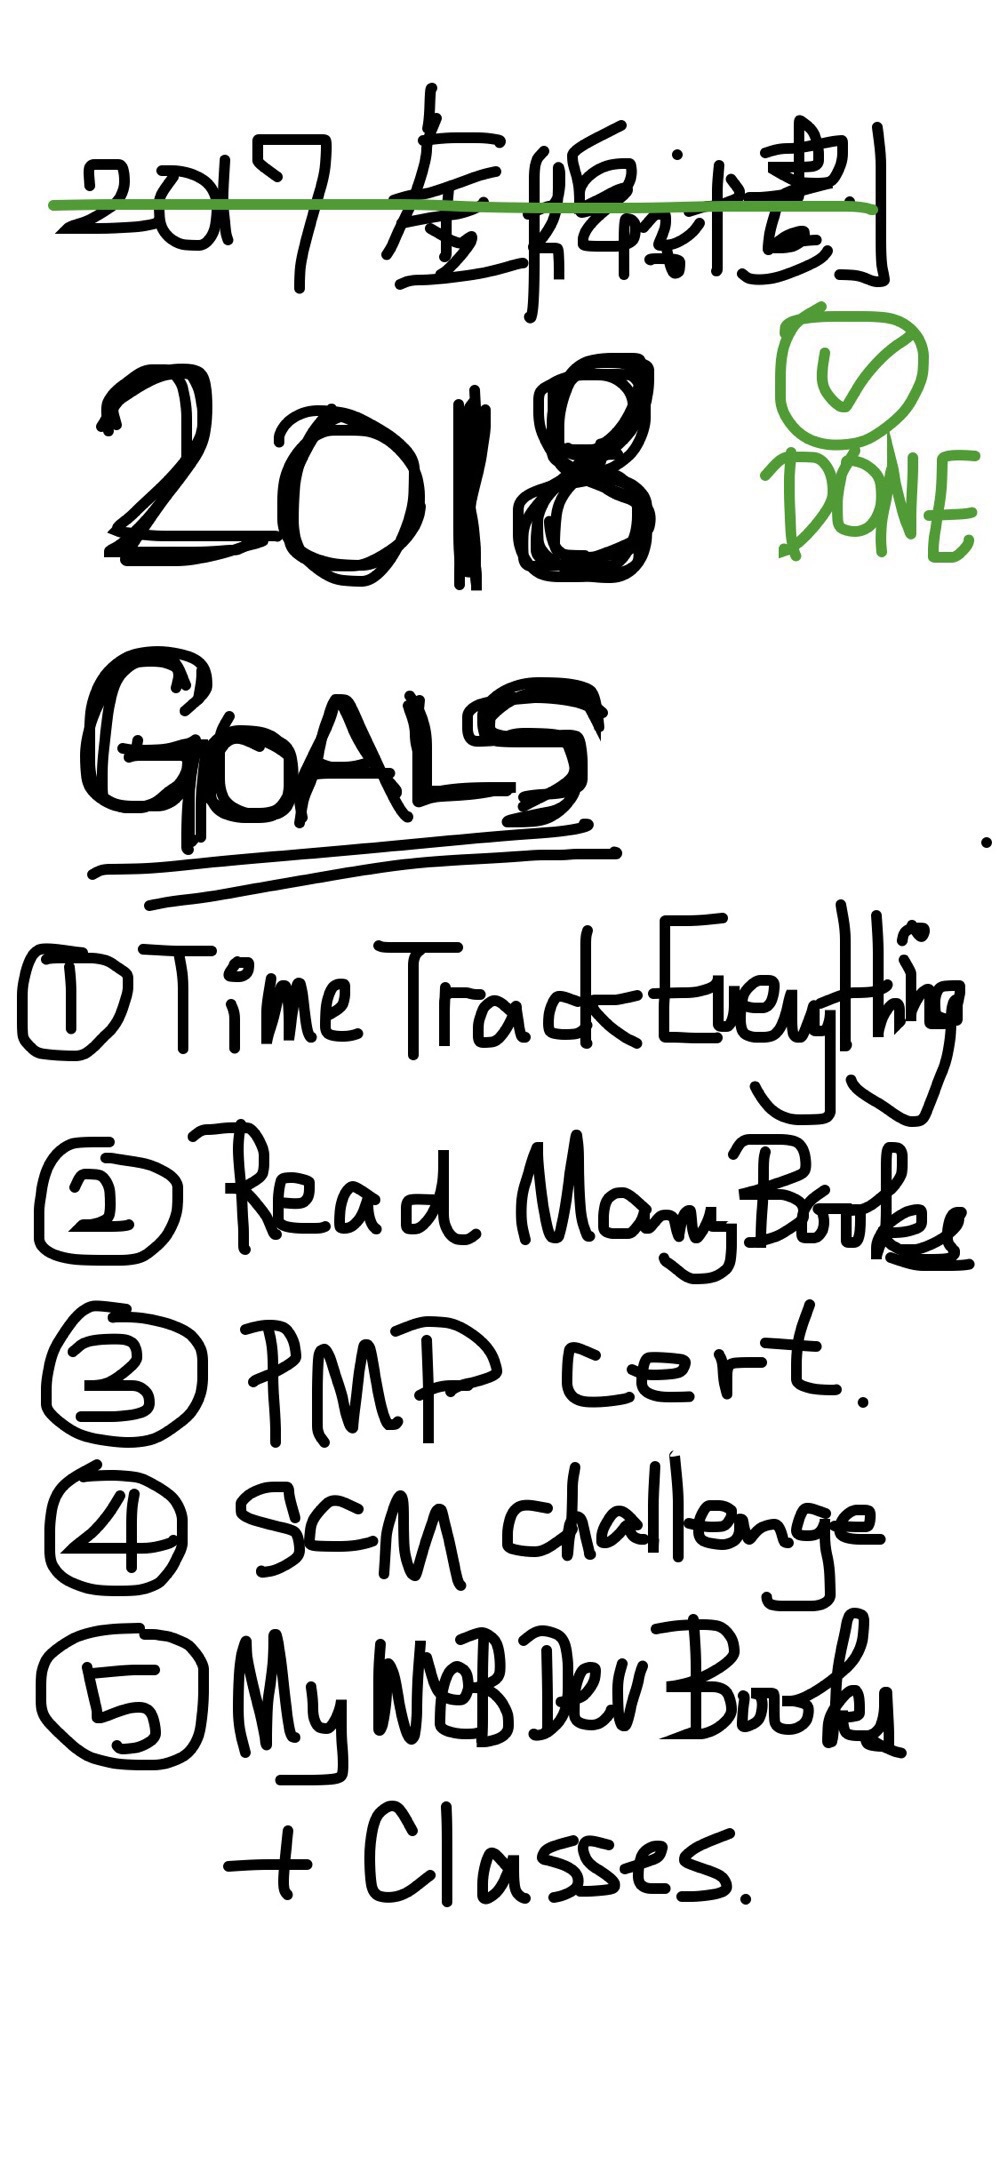 2017
2018
DONE
GOALS
① Time Track Everything
② Read Many Books
③ PMP cert.
④ SCM challenge
⑤ My WeB Dev Books
+ Classes.